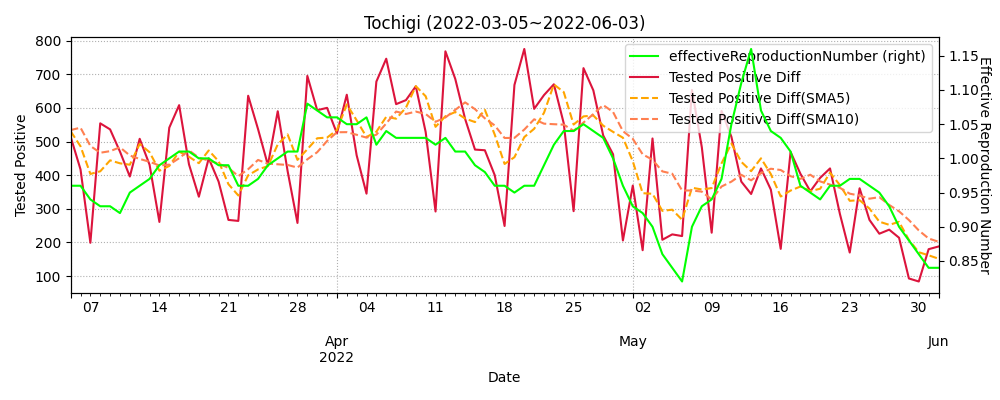 Tochigi (2022-03-05~2022-06-03)
800
700
600
500
400
300
200
100
Tested Positive
effectiveReproductionNumber (right)
Tested Positive Diff
Tested Positive Diff(SMA5)
Tested Positive Diff(SMA10)
1.15
1.10
1.05
1.00
0.95
0.90
0.85
Effective Reproduction Number
07 14 21 28 04 11 18 25 02 09 16 23 30
Apr May Jun
2022
Date